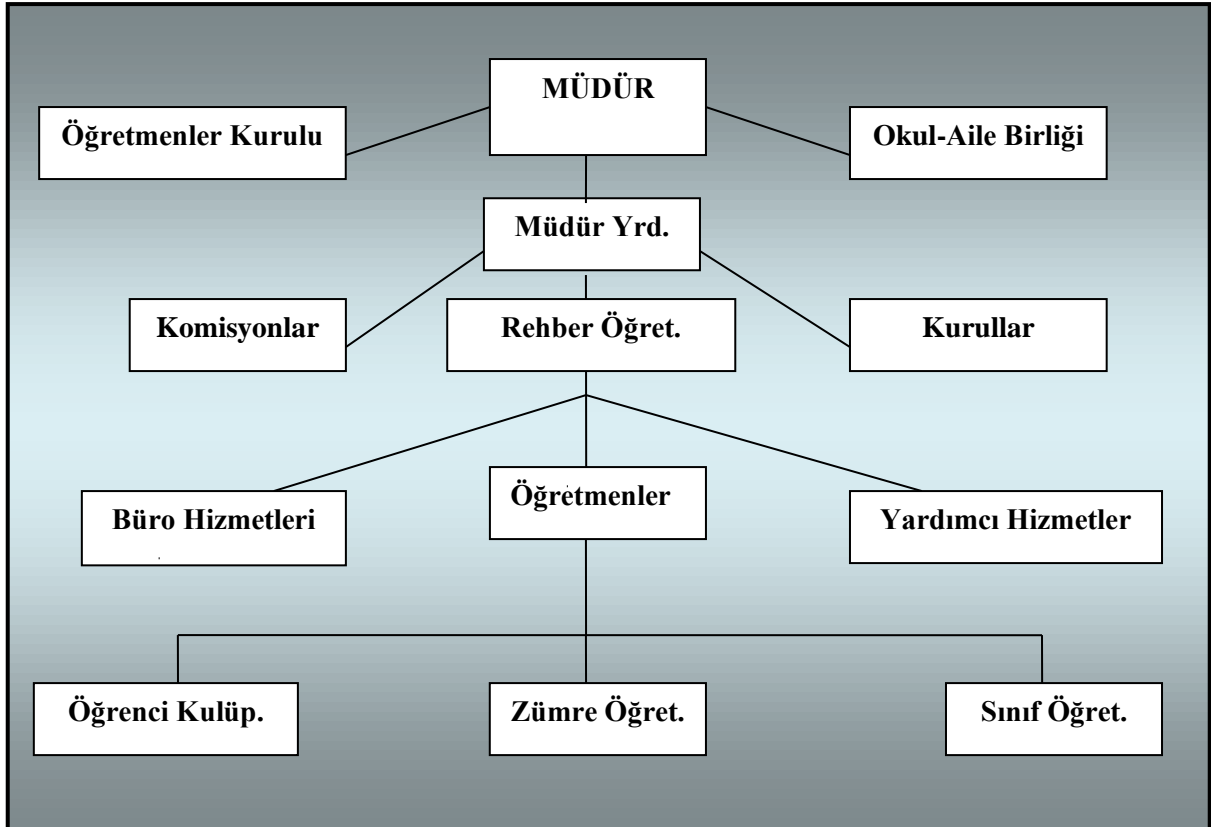 MÜDÜR
Öğretmenler Kurulu
Okul-Aile Birliği
Müdür Yrd.
Komisyonlar
Rehber Öğret.
Kurullar
Büro Hizmetleri
Öğretmenler
Yardımcı Hizmetler
Öğrenci Kulüp.
Zümre Öğret.
Sınıf Öğret.